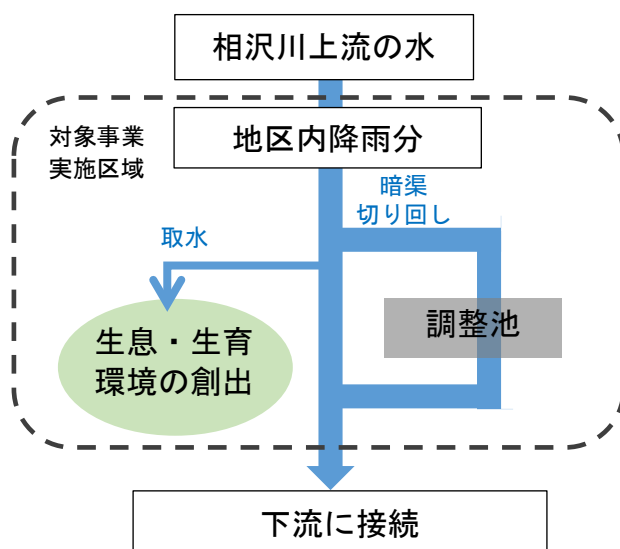 相沢川上流の水
対象事業
実施区域
地区内降雨分
暗渠
切り回し
取水
調整池
生息・生育
環境の創出
下流に接続